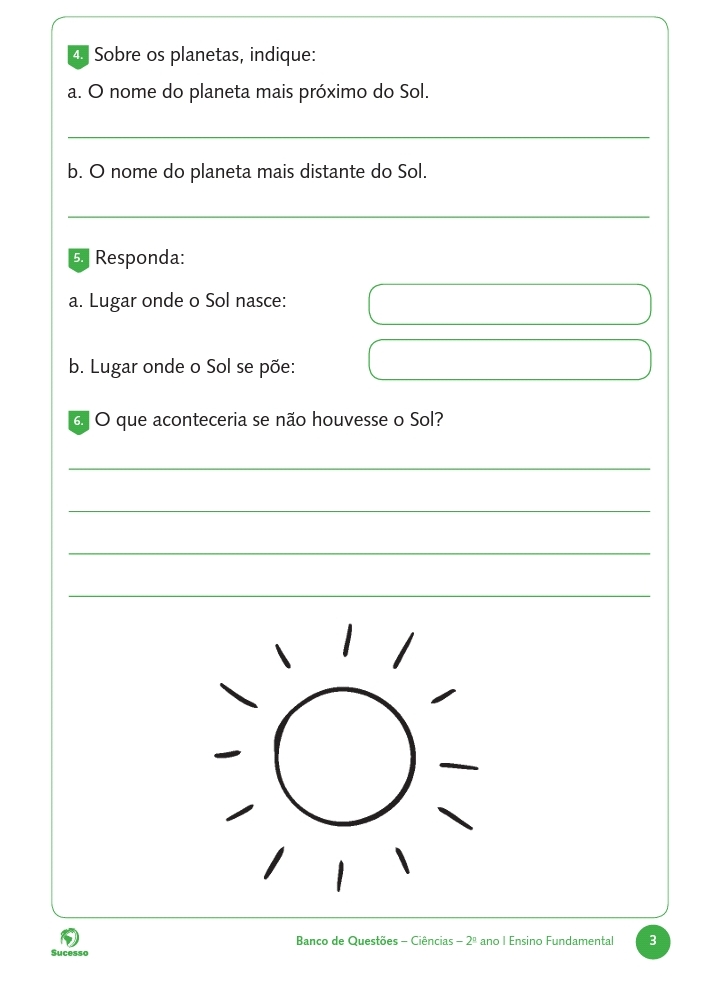 4. Sobre os planetas, indique:
a. O nome do planeta mais próximo do Sol.
b. O nome do planeta mais distante do Sol.
5. Responda:
a. Lugar onde o Sol nasce:
b. Lugar onde o Sol se põe:
6. O que aconteceria se não houvesse o Sol?
Sucesso
Banco de Questões – Ciências – 2º ano | Ensino Fundamental
3